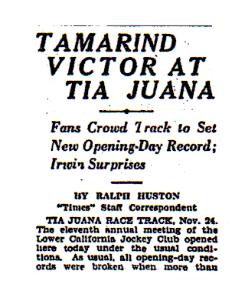 TAMARIND
VICTOR AT
TIA JUANA
Fans Crowd Track to Set
New Opening-Day Record;
Irwin Surprises
BY RALPH HUSTON
"Times" Staff Correspondent
TIA JUANA RACE TRACK, Nov. 24.
The eleventh annual meeting of the
Lower California Jockey Club opened
here today under the usual condi-
tions. As usual, all opening-day rec-
ords were broken when more than